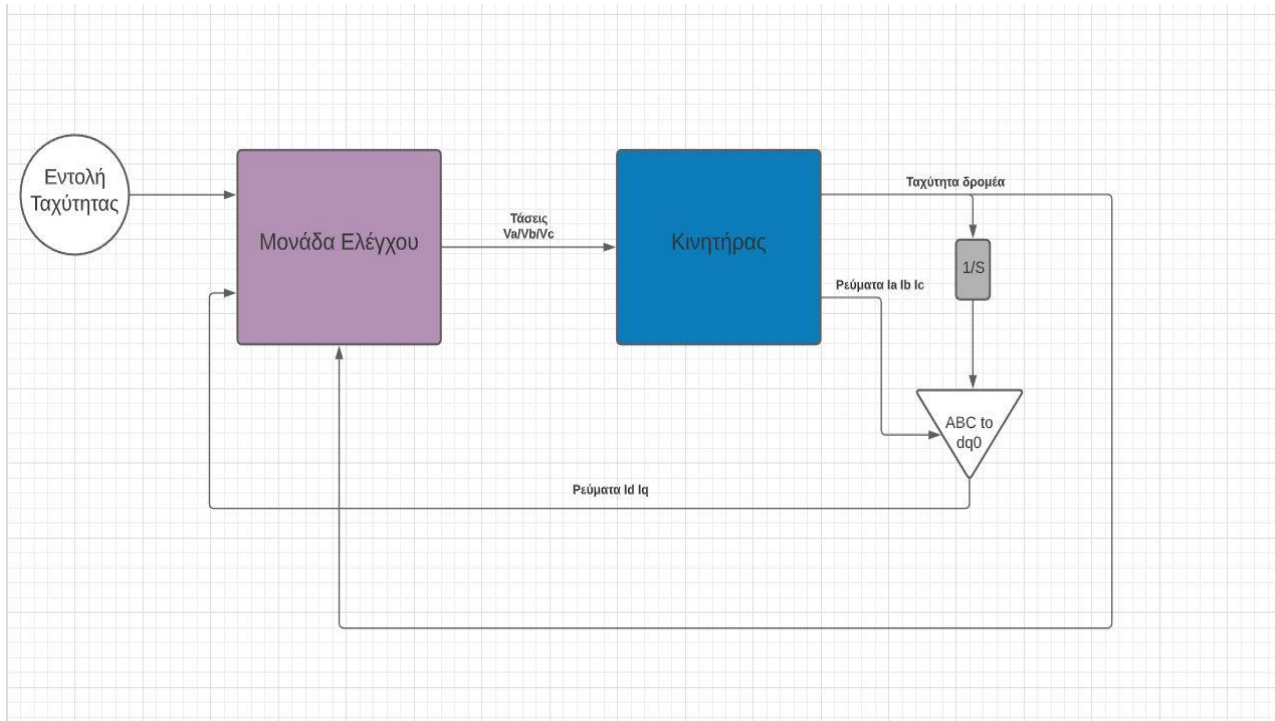 Εντολή
Ταχύτητας
Μονάδα Ελέγχου
Τάσεις
Va/Vb/Vc
Κινητήρας
Ταχύτητα δρομέα
1/S
Ρεύματα Ia Ib Ic
ABC to
dq0
Ρεύματα Id Iq